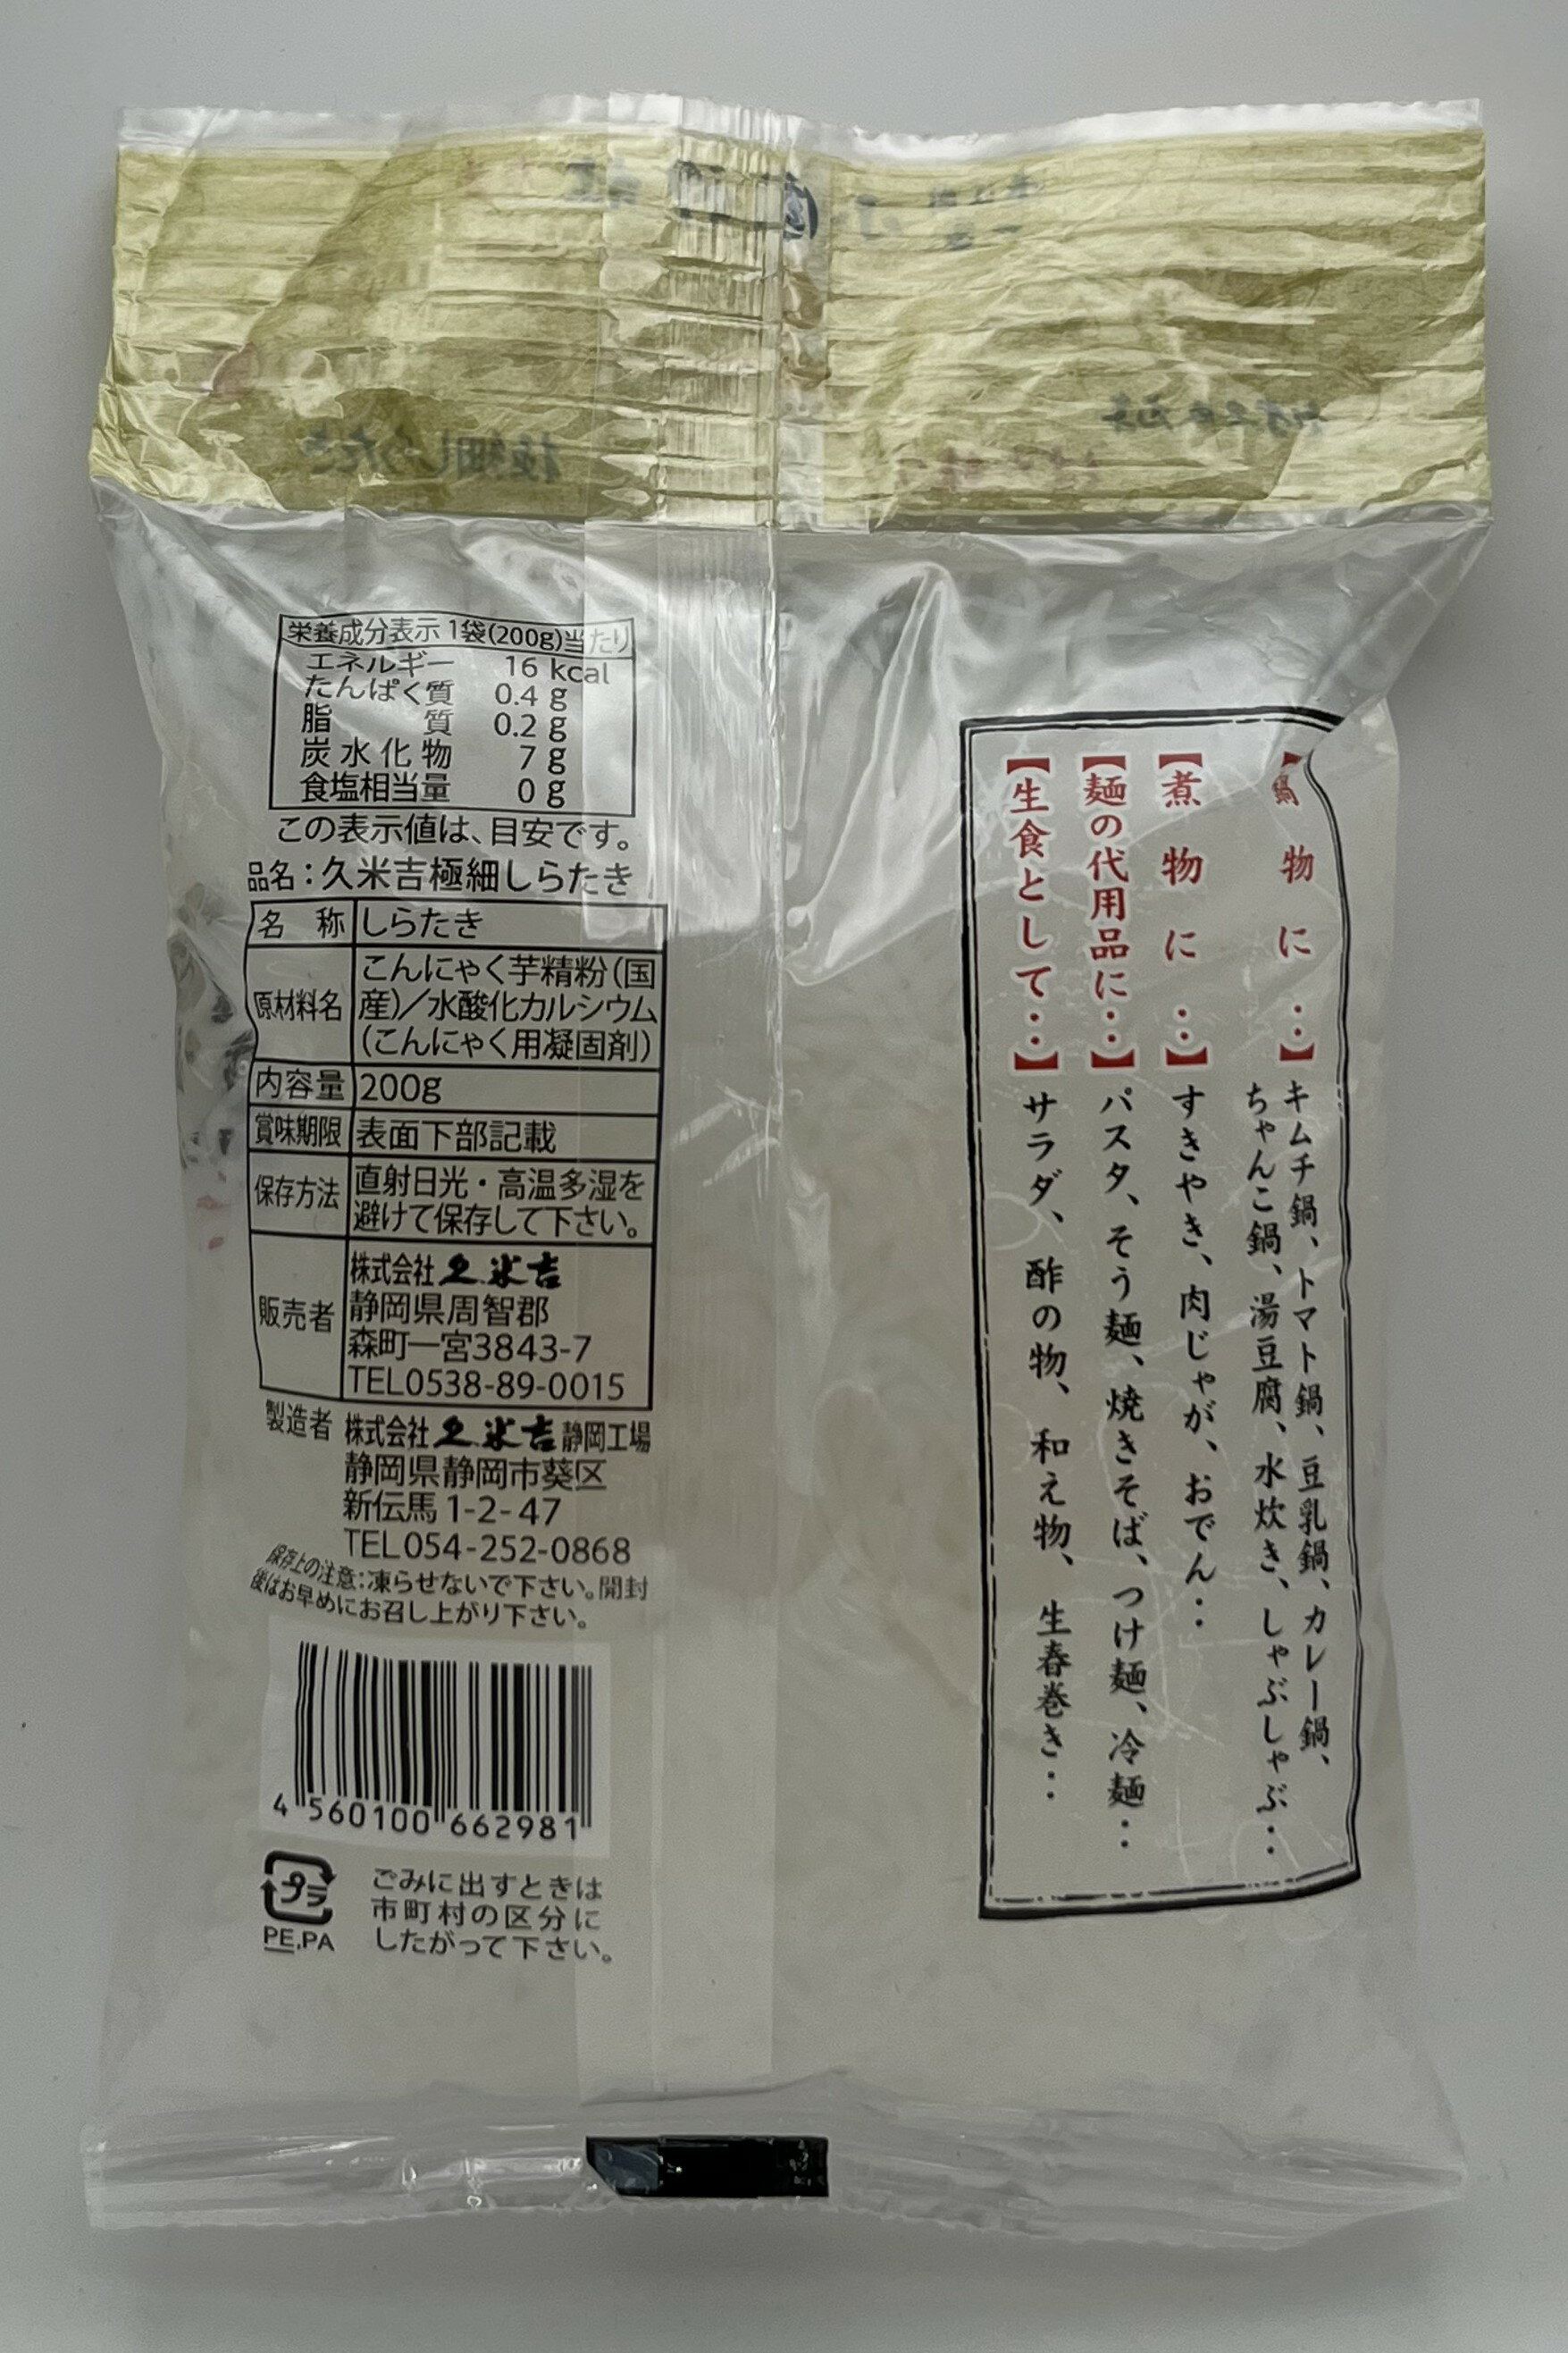 栄養成分表示 1袋(200g)当たり
エネルギー 16 kcal
たんぱく質 0.4 g
脂質 0.2 g
炭水化物 7 g
食塩相当量 0 g
この表示値は、目安です。
品名：久米吉極細しらたき
名 称 しらたき
原材料名 こんにゃく芋精粉(国
産)／水酸化カルシウム
(こんにゃく用凝固剤)
内容量 200g
賞味期限 表面下部記載
保存方法 直射日光・高温多湿を
避けて保存して下さい。
販売者 株式会社 久米吉
静岡県周智郡
森町一宮3843-7
TEL0538-89-0015
製造者 株式会社 久米吉 静岡工場
静岡県静岡市葵区
新伝馬 1-2-47
TEL054-252-0868
保存上の注意：凍らせないで下さい。開封
後はお早めにお召し上がり下さい。
4 560100 662981
プラ
PE,PA
ごみに出すときは
市町村の区分に
したがって下さい。
【鍋物に‥】キムチ鍋、トマト鍋、豆乳鍋、カレー鍋、
ちゃんこ鍋、湯豆腐、水炊き、しゃぶしゃぶ‥
【煮物に‥】すきやき、肉じゃが、おでん‥
【麺の代用品に‥】パスタ、そう麺、焼きそば、つけ麺、冷麺‥
【生食として‥】サラダ、酢の物、和え物、生春巻き‥
極細しらたき